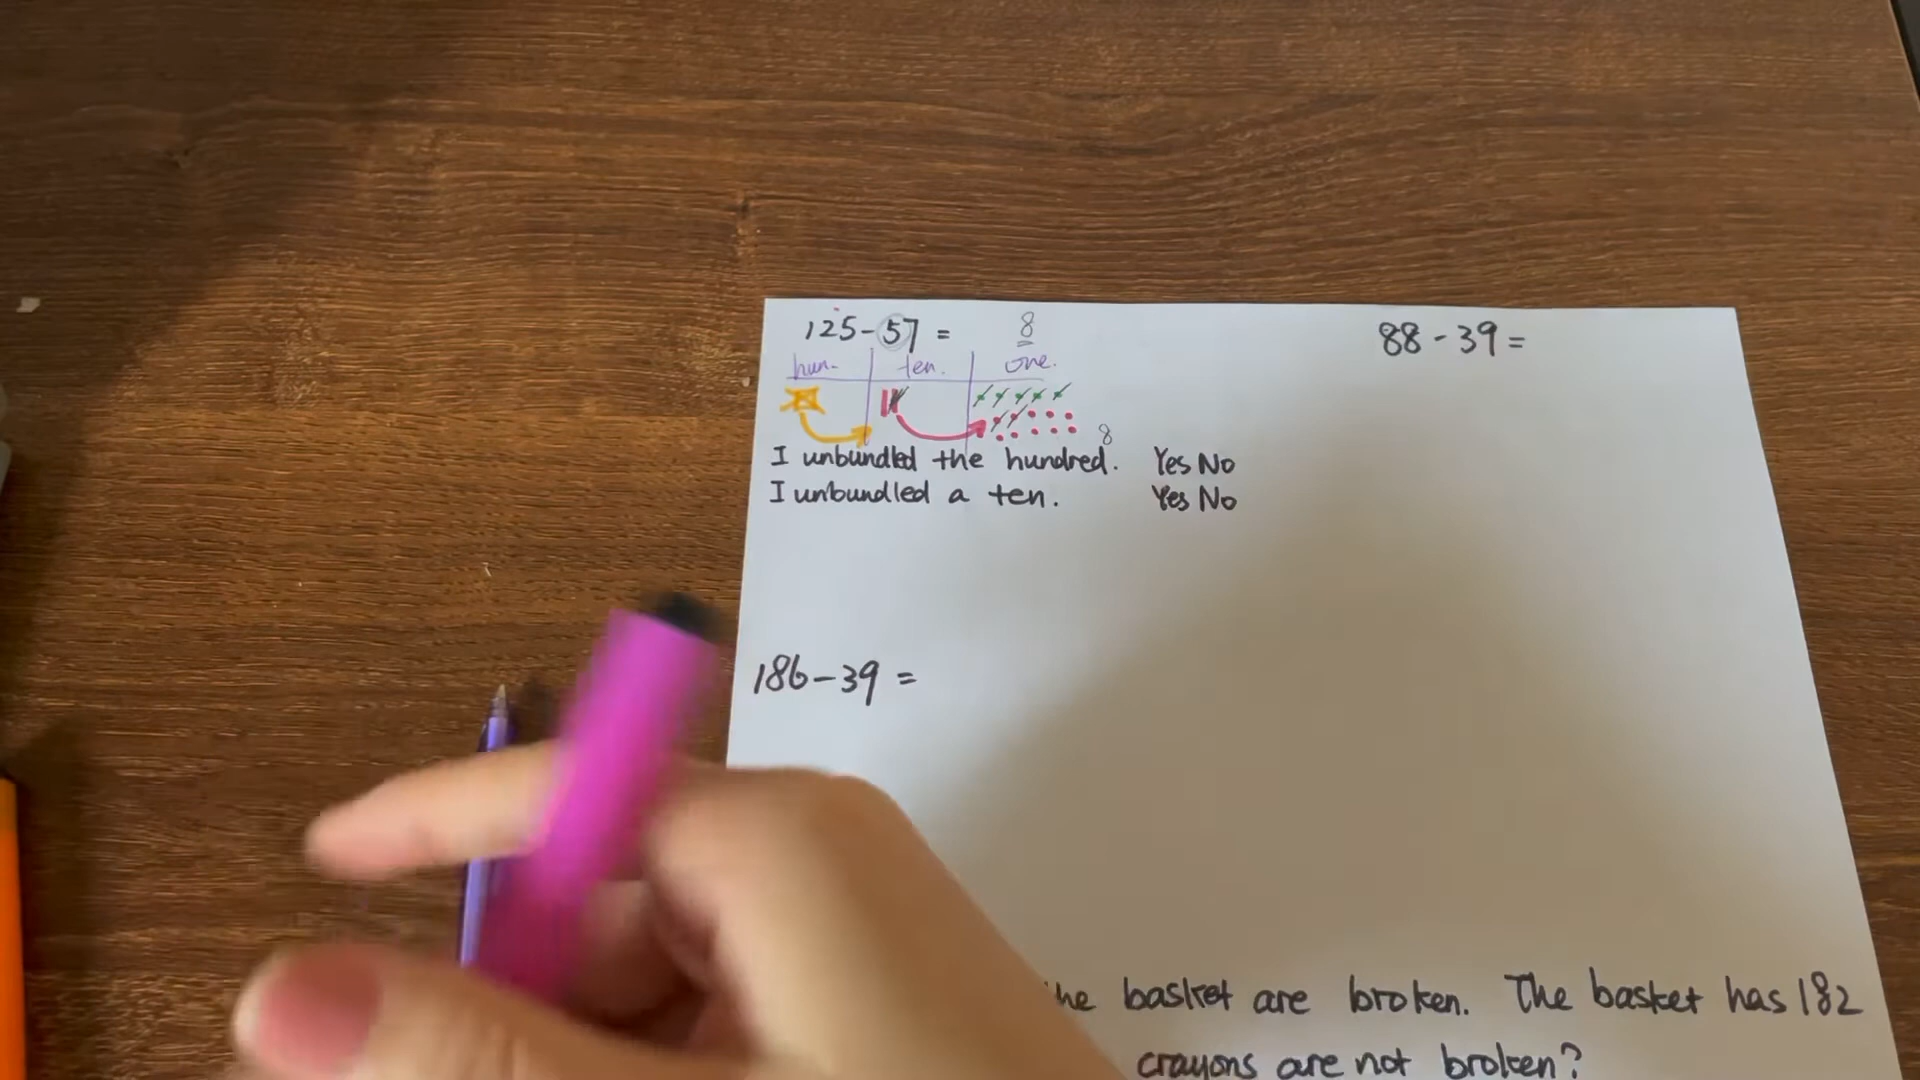 125-57 = 8
88-39 =
hun. ten. one.
8
I unbundled the hundred. Yes No
I unbundled a ten. Yes No
186-39 =
basket are broken. The basket has 182
crayons are not broken?